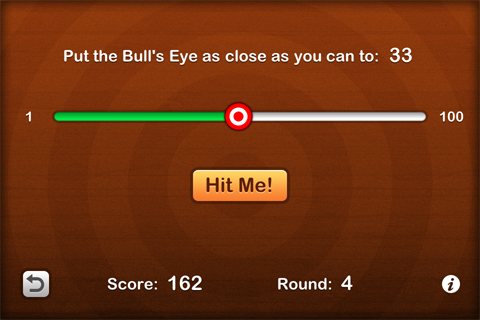 Put the Bull's Eye as close as you can to: 33
1 100
Hit Me!
Score: 162 Round: 4
i